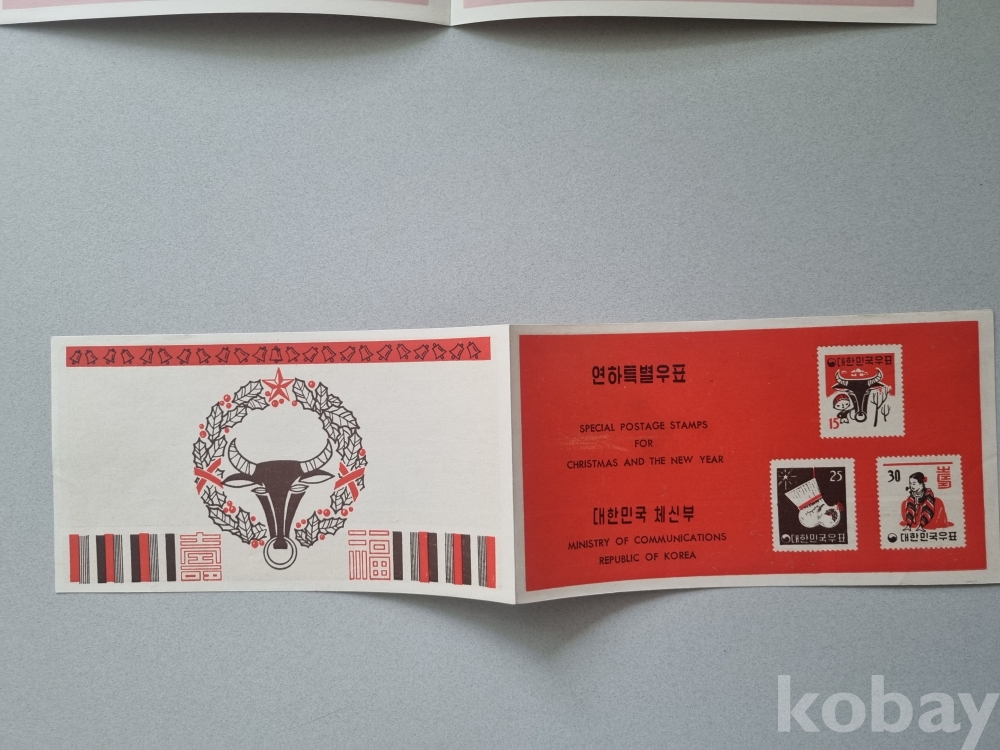 壽
福
연하특별우표
SPECIAL POSTAGE STAMPS
FOR
CHRISTMAS AND THE NEW YEAR
대한민국 체신부
MINISTRY OF COMMUNICATIONS
REPUBLIC OF KOREA
대한민국우표
15
25
대한민국우표
30
대한민국우표
kobay